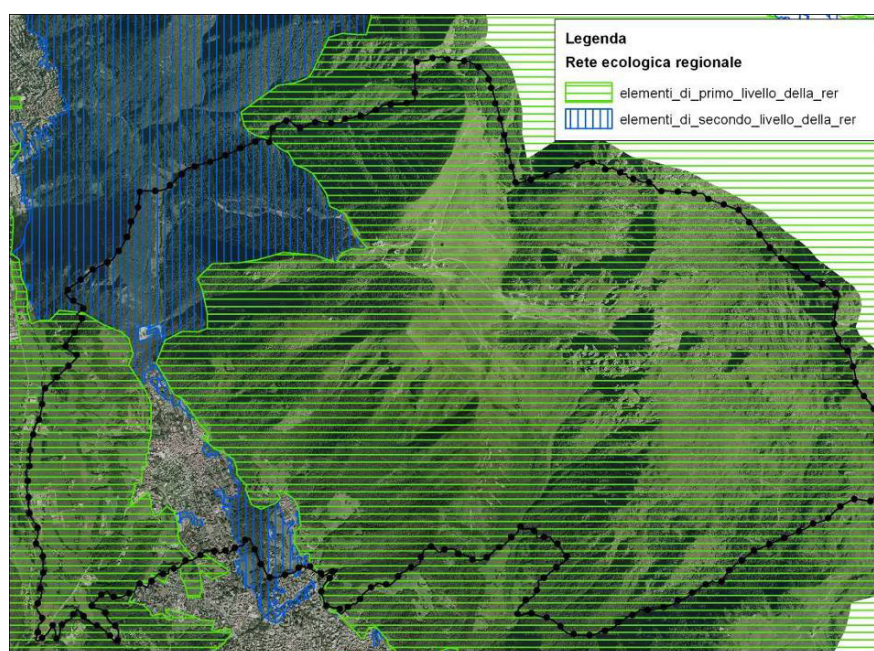 Legenda
Rete ecologica regionale
elementi_di_primo_livello_della_rer
elementi_di_secondo_livello_della_rer